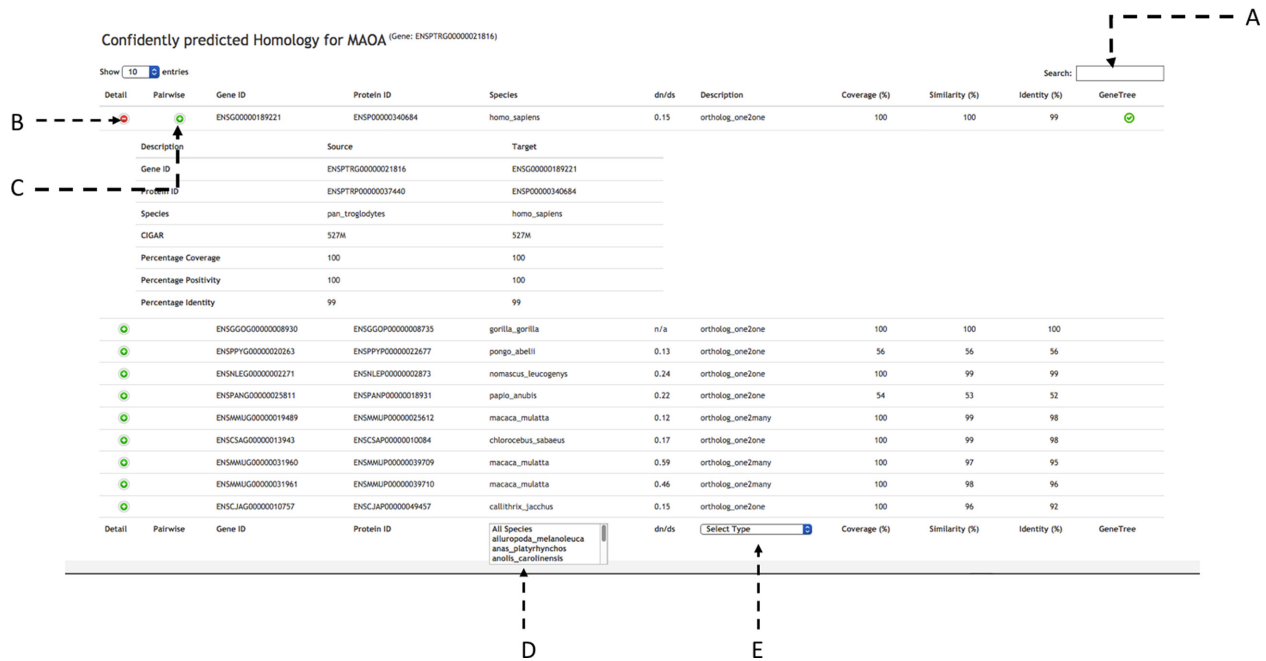 A
Confidently predicted Homology for MAOA (Gene: ENSPTRG00000021816)
Show 10 entries
Search:
Detail Pairwise Gene ID Protein ID Species dn/ds Description Coverage (%) Similarity (%) Identity (%) GeneTree
B
ENSG00000189221 ENSP00000340684 homo_sapiens 0.15 ortholog_one2one 100 100 99
Description Source Target
Gene ID ENSPTRG00000021816 ENSG00000189221
C
Protein ID ENSPTRP00000037440 ENSP00000340684
Species pan_troglodytes homo_sapiens
CIGAR 527M 527M
Percentage Coverage 100 100
Percentage Positivity 100 100
Percentage Identity 99 99
ENSGGOG00000008930 ENSGGOP00000008735 gorilla_gorilla n/a ortholog_one2one 100 100 100
ENSPPYG00000020263 ENSPPYP00000022677 pongo_abelii 0.13 ortholog_one2one 56 56 56
ENSNLEG00000002271 ENSNLEP00000002873 nomascus_leucogenys 0.24 ortholog_one2one 100 99 99
ENSPANG00000025811 ENSPANP00000018931 papio_anubis 0.22 ortholog_one2one 54 53 52
ENSMMUG00000019489 ENSMMUP00000025612 macaca_mulatta 0.12 ortholog_one2many 100 99 98
ENSCSAG00000013943 ENSCSAP00000010084 chlorocebus_sabaeus 0.17 ortholog_one2one 100 99 98
ENSMMUG00000031960 ENSMMUP00000039709 macaca_mulatta 0.59 ortholog_one2many 100 97 95
ENSMMUG00000031961 ENSMMUP00000039710 macaca_mulatta 0.46 ortholog_one2many 100 98 96
ENSCJAG00000010757 ENSCJAP00000049457 callithrix_jacchus 0.15 ortholog_one2one 100 96 92
Detail Pairwise Gene ID Protein ID All Species dn/ds Select Type Coverage (%) Similarity (%) Identity (%) GeneTree
ailuropoda_melanoleuca
anas_platyrhynchos
anolis_carolinensis
D E